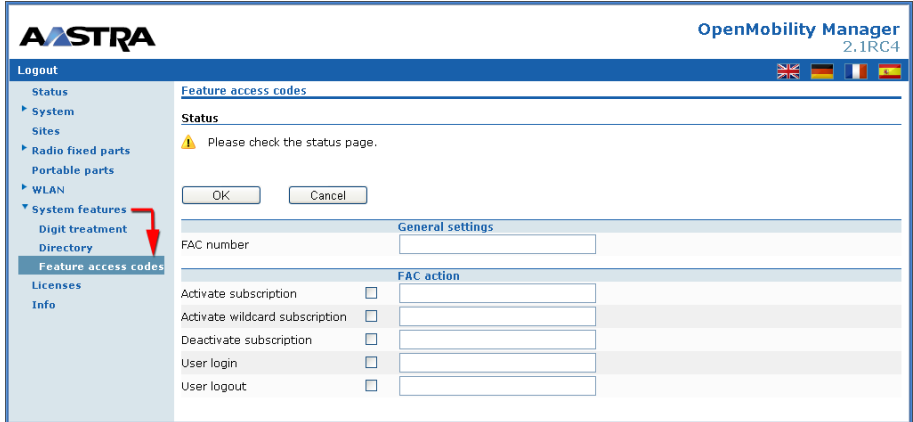 AASTRA
OpenMobility Manager
2.1RC4
Logout
Status
System
Sites
Radio fixed parts
Portable parts
WLAN
System features
Digit treatment
Directory
Feature access codes
Licenses
Info
Feature access codes
Status
Please check the status page.
OK Cancel
General settings
FAC number
FAC action
Activate subscription
Activate wildcard subscription
Deactivate subscription
User login
User logout